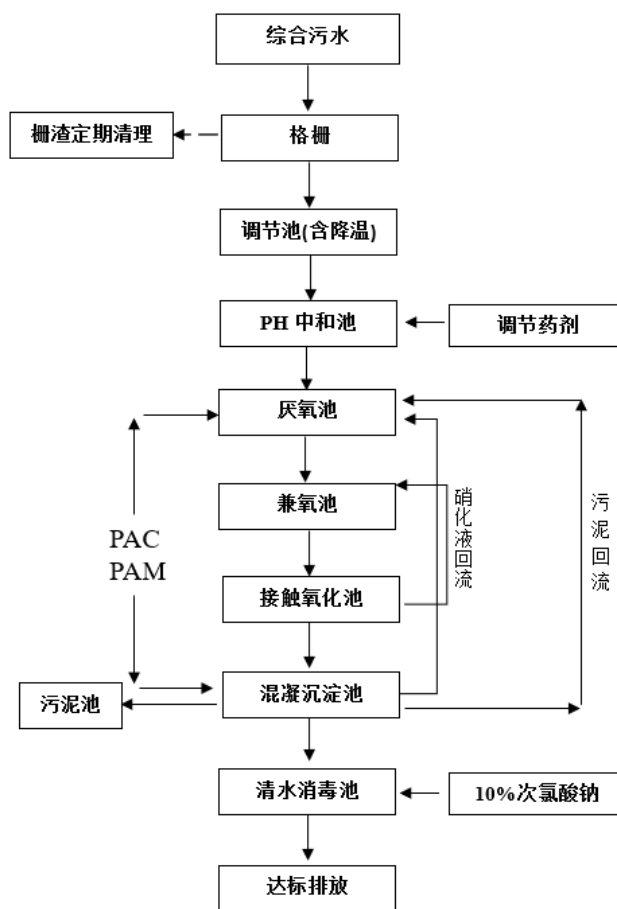 综合污水
栅渣定期清理
格栅
调节池(含降温)
PH 中和池
调节药剂
厌氧池
兼氧池
硝化液回流
污泥回流
PAC
PAM
接触氧化池
混凝沉淀池
污泥池
清水消毒池
10%次氯酸钠
达标排放